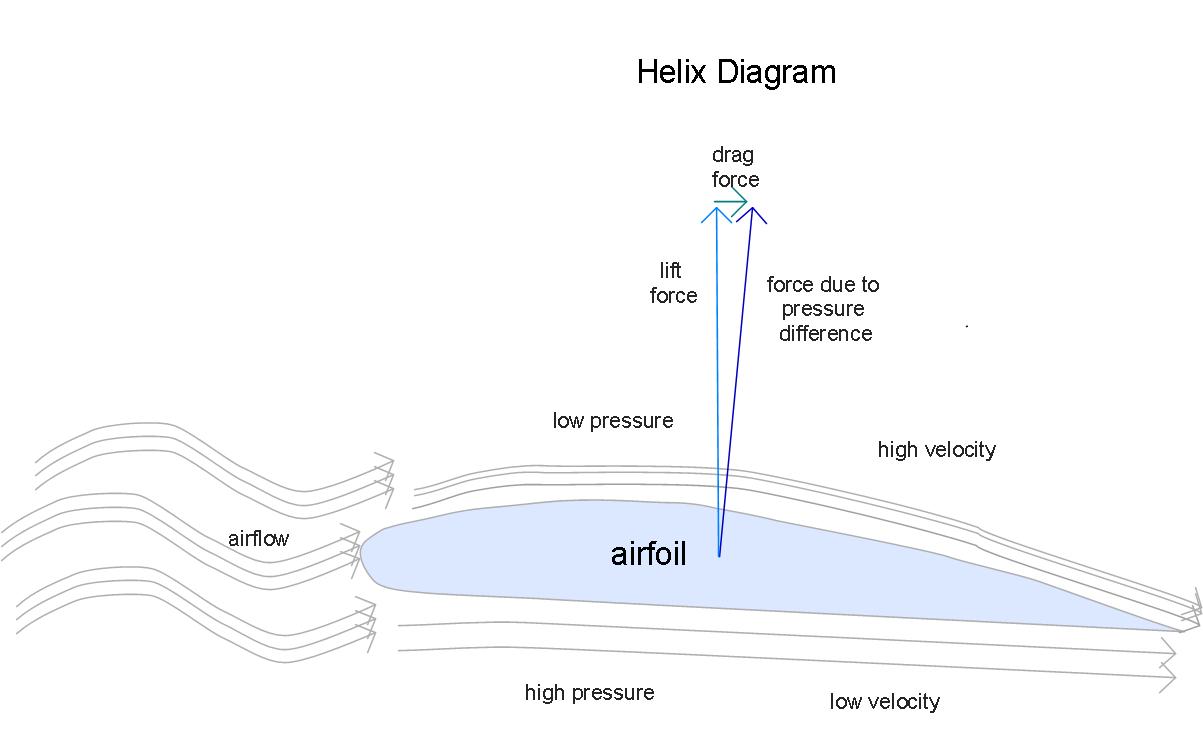 Helix Diagram
drag
force
lift
force
force due to
pressure
difference
low pressure
high velocity
airflow
airfoil
high pressure
low velocity